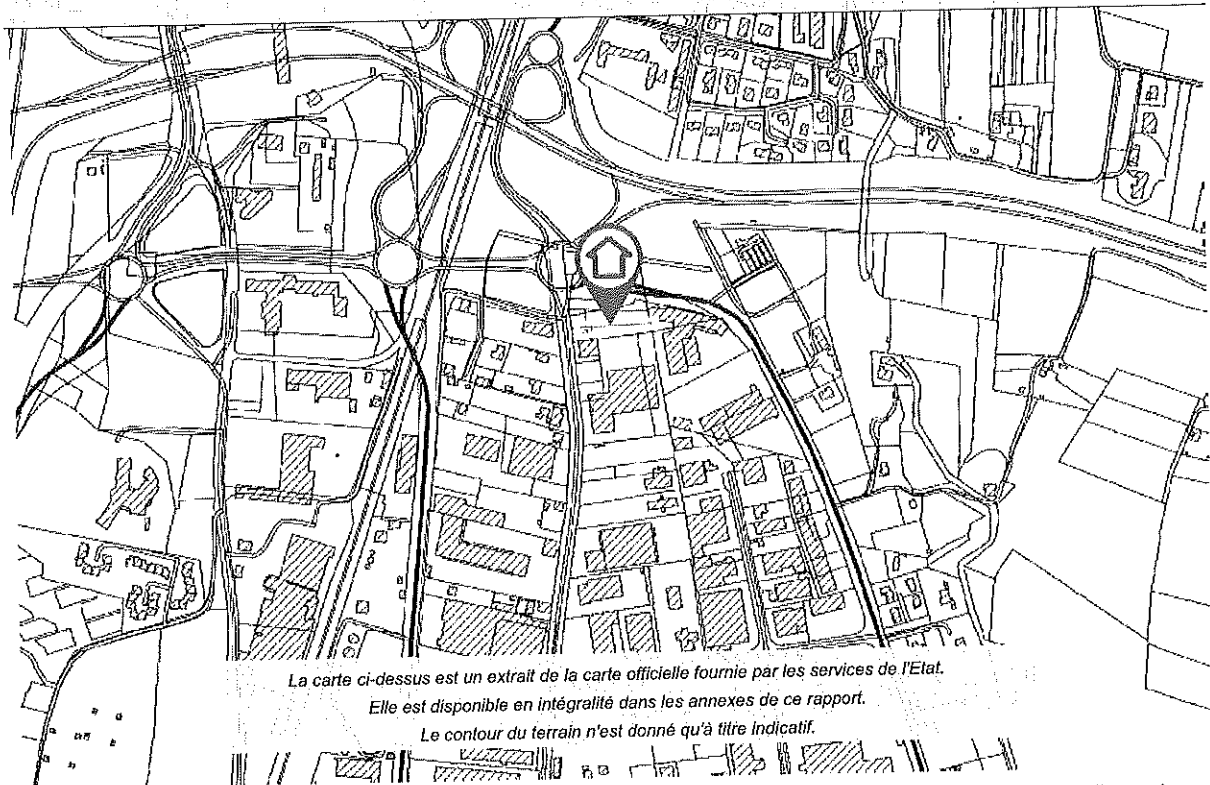 La carte ci-dessus est un extrait de la carte officielle fournie par les services de l'Etat.
Elle est disponible en intégralité dans les annexes de ce rapport.
Le contour du terrain n'est donné qu'à titre indicatif.